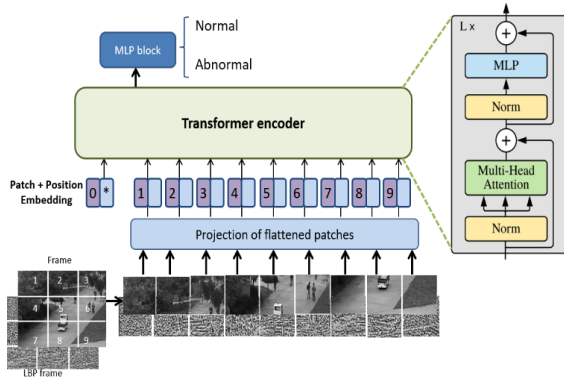 Normal
MLP block
Abnormal
Transformer encoder
Patch + Position
Embedding
0 * 1 2 3 4 5 6 7 8 9
Projection of flattened patches
Frame
1 2 3
4 5 6
7 8 9
LBP frame
L x
+
MLP
Norm
+
Multi-Head
Attention
Norm